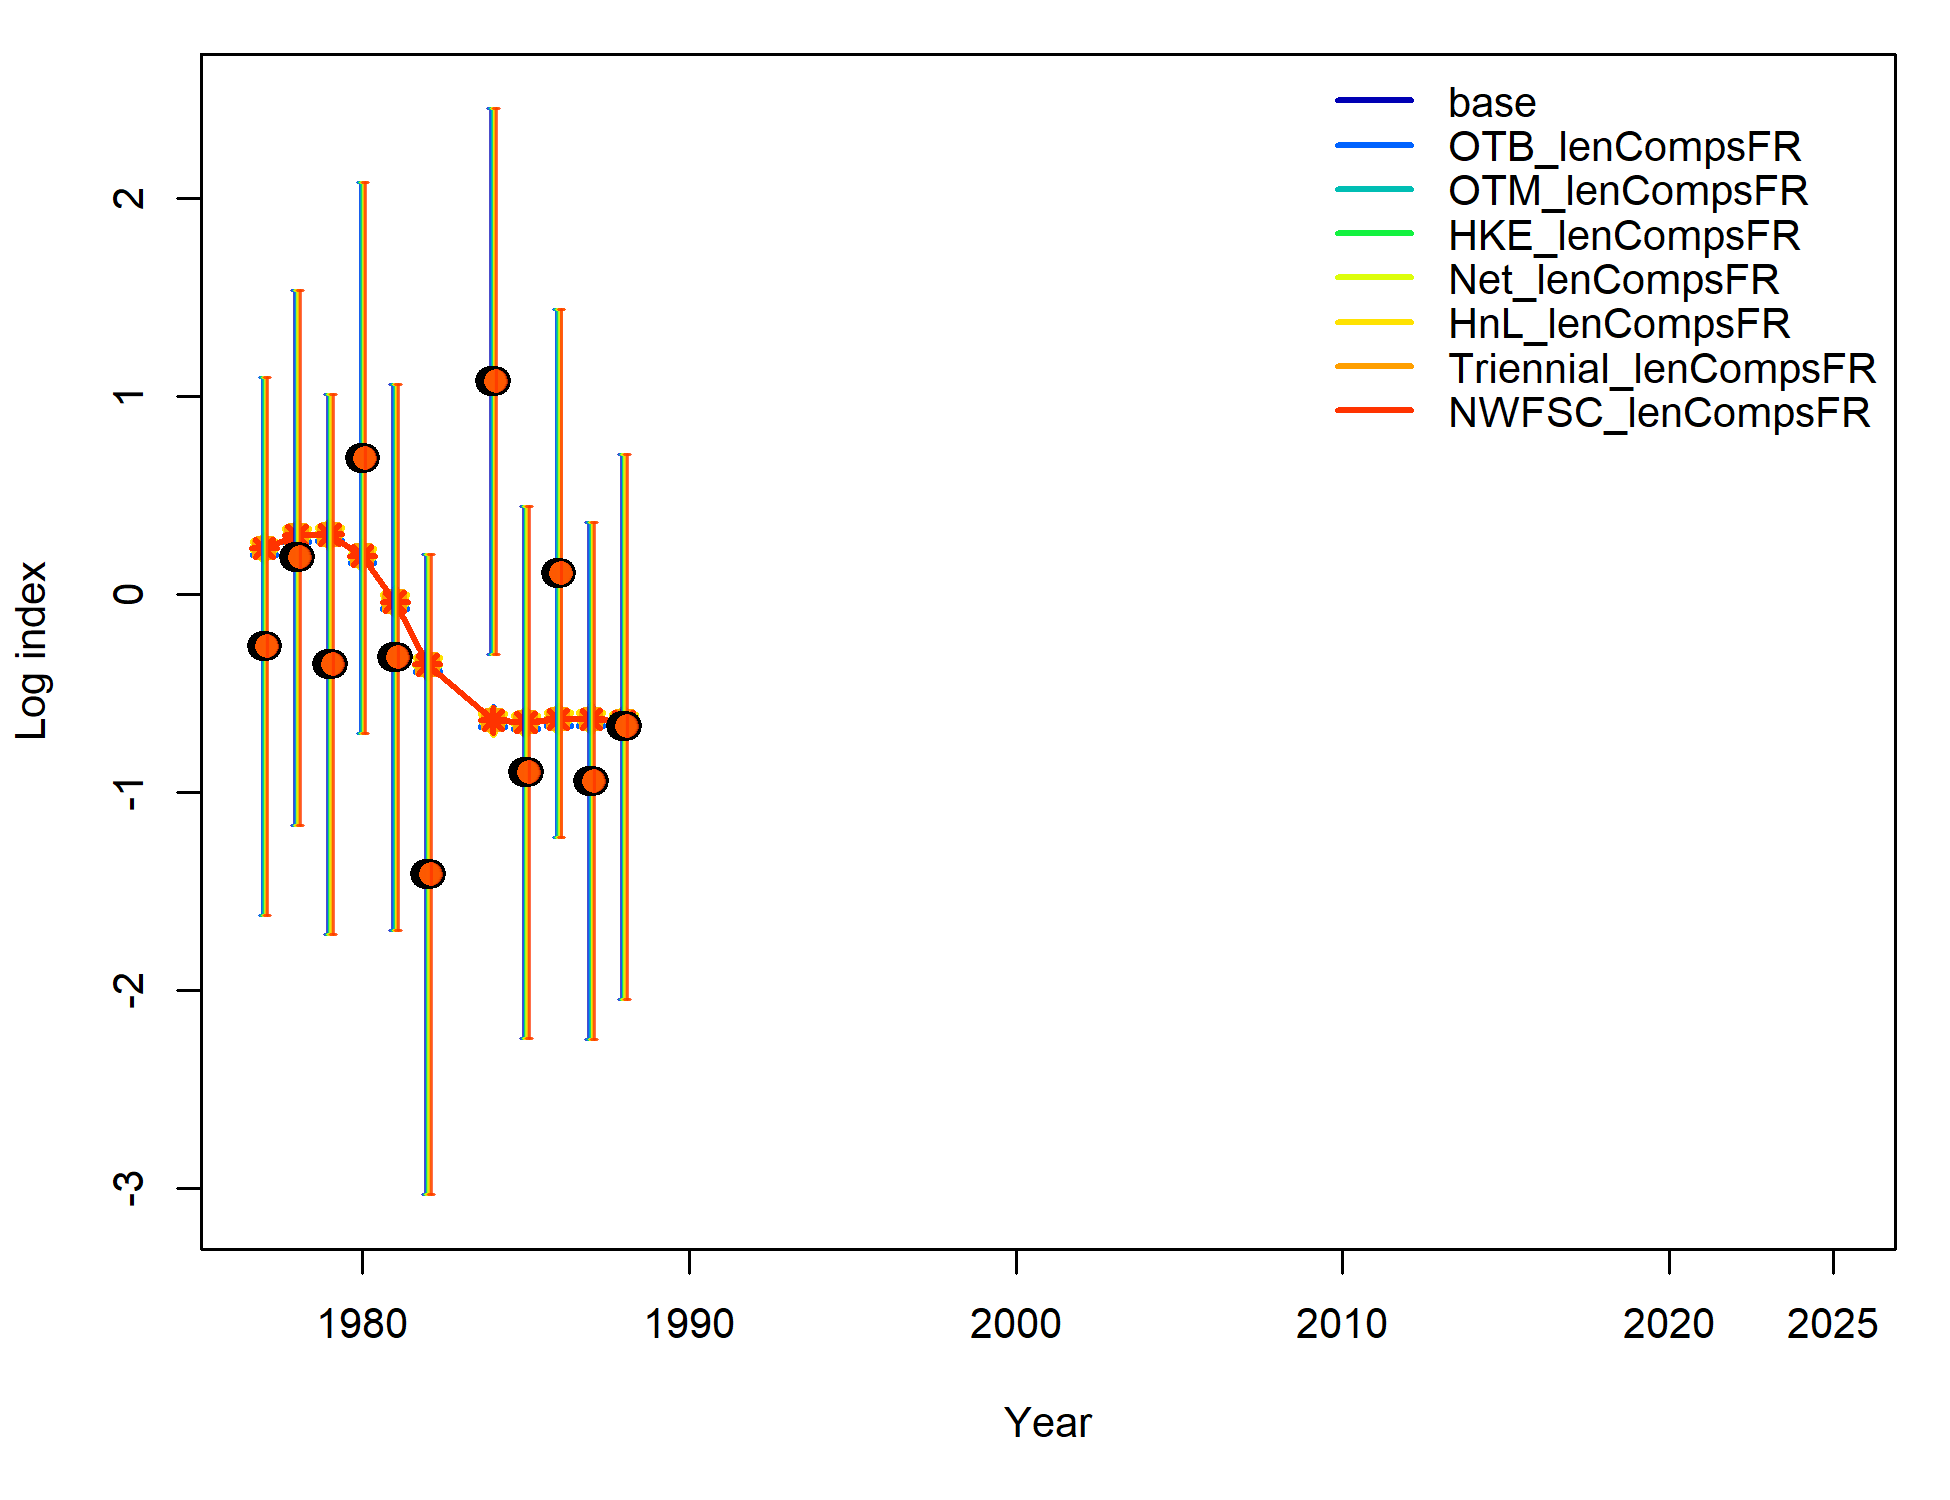 base
OTB_lenCompsFR
OTM_lenCompsFR
HKE_lenCompsFR
Net_lenCompsFR
HnL_lenCompsFR
Triennial_lenCompsFR
NWFSC_lenCompsFR
Log index
2
1
0
-1
-2
-3
1980 1990 2000 2010 2020 2025
Year